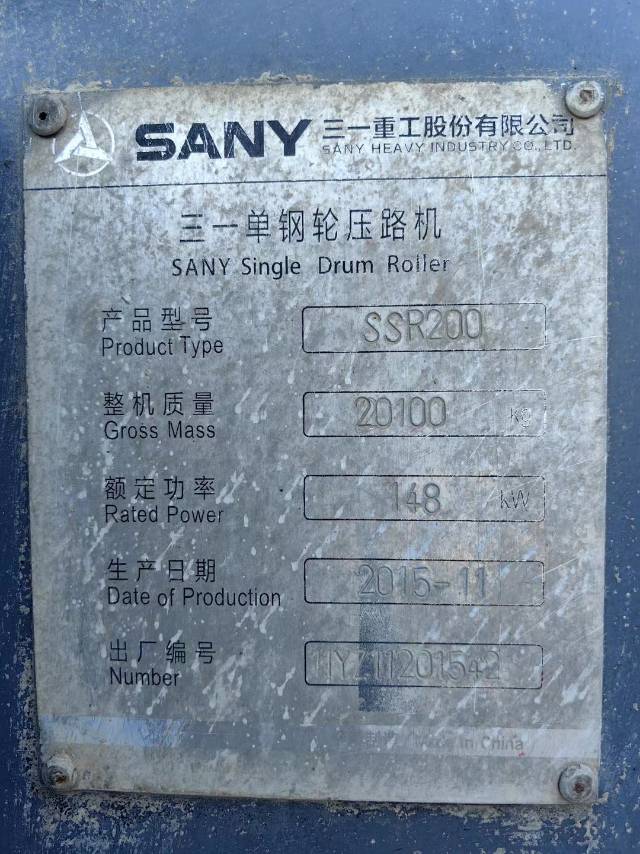 SANY 三一重工股份有限公司
SANY HEAVY INDUSTRY CO., LTD.
三一单钢轮压路机
SANY Single Drum Roller
产品型号 SSR200
Product Type
整机质量 20100 kg
Gross Mass
额定功率 148 kW
Rated Power
生产日期 2015-11
Date of Production
出厂编号
Number
Made in China